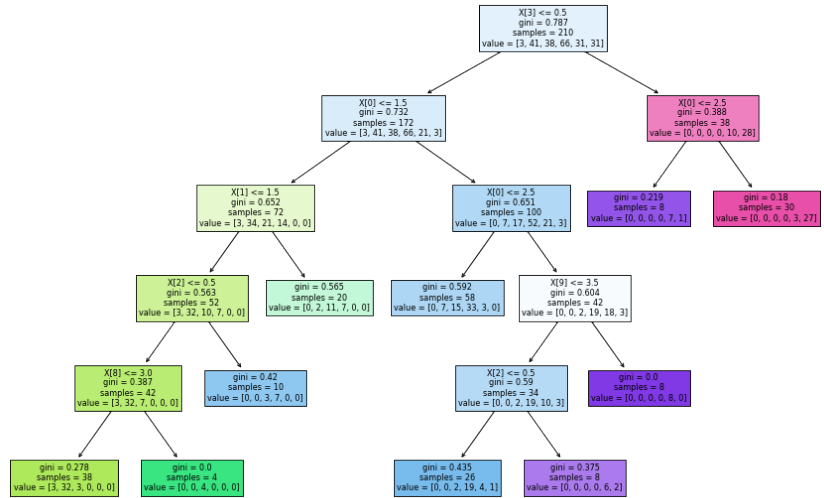 X[3] <= 0.5
gini = 0.787
samples = 210
value = [3, 41, 38, 66, 31, 31]
X[0] <= 1.5
gini = 0.732
samples = 172
value = [3, 41, 38, 66, 21, 3]
X[0] <= 2.5
gini = 0.388
samples = 38
value = [0, 0, 0, 0, 10, 28]
X[1] <= 1.5
gini = 0.652
samples = 72
value = [3, 34, 21, 14, 0, 0]
X[0] <= 2.5
gini = 0.651
samples = 100
value = [0, 7, 17, 52, 21, 3]
gini = 0.219
samples = 8
value = [0, 0, 0, 0, 7, 1]
gini = 0.18
samples = 30
value = [0, 0, 0, 0, 3, 27]
X[2] <= 0.5
gini = 0.563
samples = 52
value = [3, 32, 10, 7, 0, 0]
gini = 0.565
samples = 20
value = [0, 2, 11, 7, 0, 0]
gini = 0.592
samples = 58
value = [0, 7, 15, 33, 3, 0]
X[9] <= 3.5
gini = 0.604
samples = 42
value = [0, 0, 2, 19, 18, 3]
X[8] <= 3.0
gini = 0.387
samples = 42
value = [3, 32, 7, 0, 0, 0]
gini = 0.42
samples = 10
value = [0, 0, 3, 7, 0, 0]
X[2] <= 0.5
gini = 0.59
samples = 34
value = [0, 0, 2, 19, 10, 3]
gini = 0.0
samples = 8
value = [0, 0, 0, 0, 8, 0]
gini = 0.278
samples = 38
value = [3, 32, 3, 0, 0, 0]
gini = 0.0
samples = 4
value = [0, 0, 4, 0, 0, 0]
gini = 0.435
samples = 26
value = [0, 0, 2, 19, 4, 1]
gini = 0.375
samples = 8
value = [0, 0, 0, 0, 6, 2]